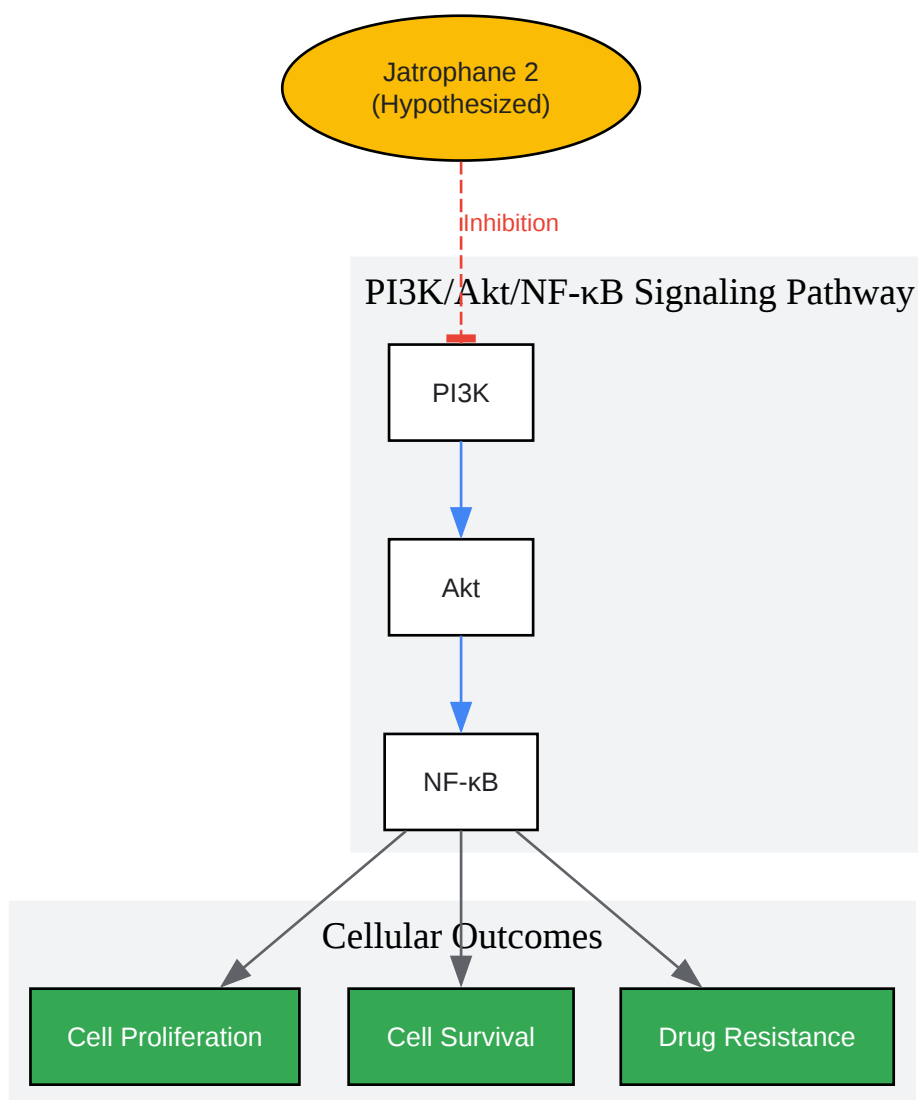 Jatrophane 2
(Hypothesized)
Inhibition
PI3K/Akt/NF-κB Signaling Pathway
PI3K
Akt
NF-κB
Cellular Outcomes
Cell Proliferation
Cell Survival
Drug Resistance